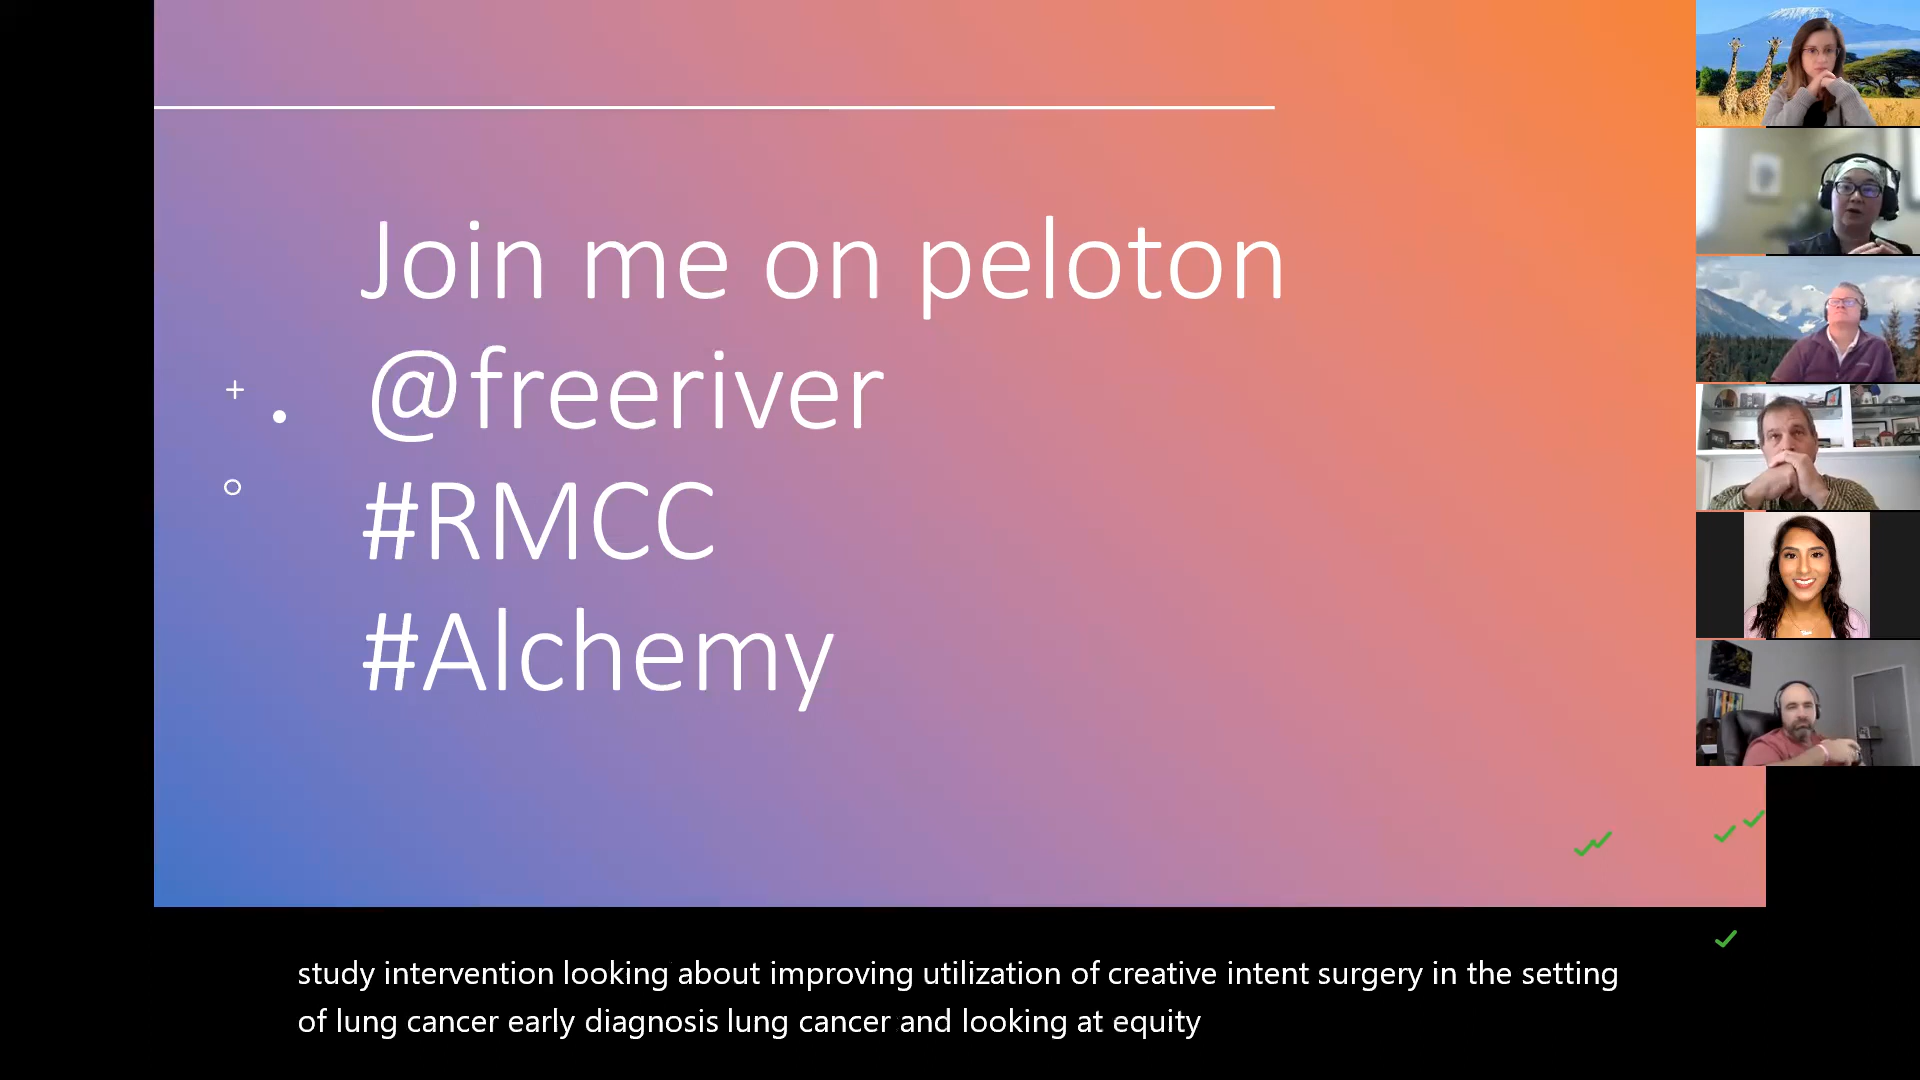 Join me on peloton
@freeriver
#RMCC
#Alchemy
study intervention looking about improving utilization of creative intent surgery in the setting
of lung cancer early diagnosis lung cancer and looking at equity